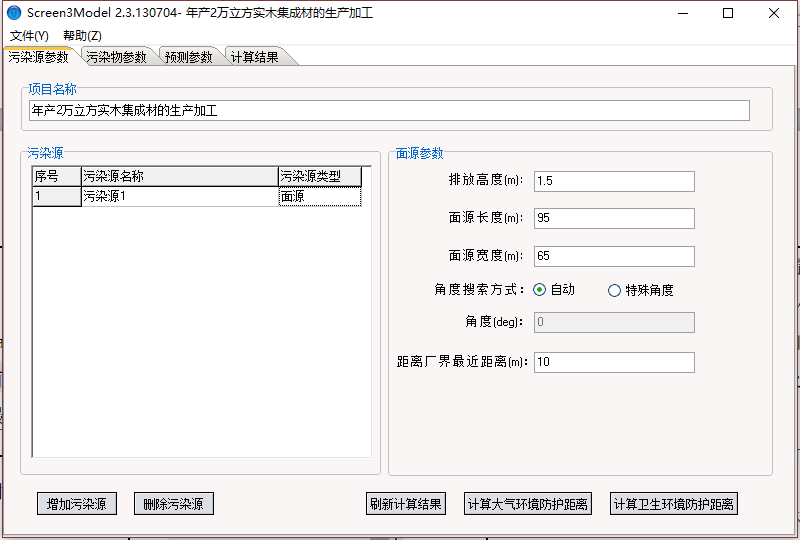 Screen3Model 2.3.130704- 年产2万立方实木集成材的生产加工
文件(Y) 帮助(Z)
污染源参数 污染物参数 预测参数 计算结果
项目名称
年产2万立方实木集成材的生产加工
污染源
序号 污染源名称 污染源类型
1 污染源1 面源
面源参数
排放高度(m): 1.5
面源长度(m): 95
面源宽度(m): 65
角度搜索方式: 自动 特殊角度
角度(deg): 0
距离厂界最近距离(m): 10
增加污染源 删除污染源 刷新计算结果 计算大气环境防护距离 计算卫生环境防护距离